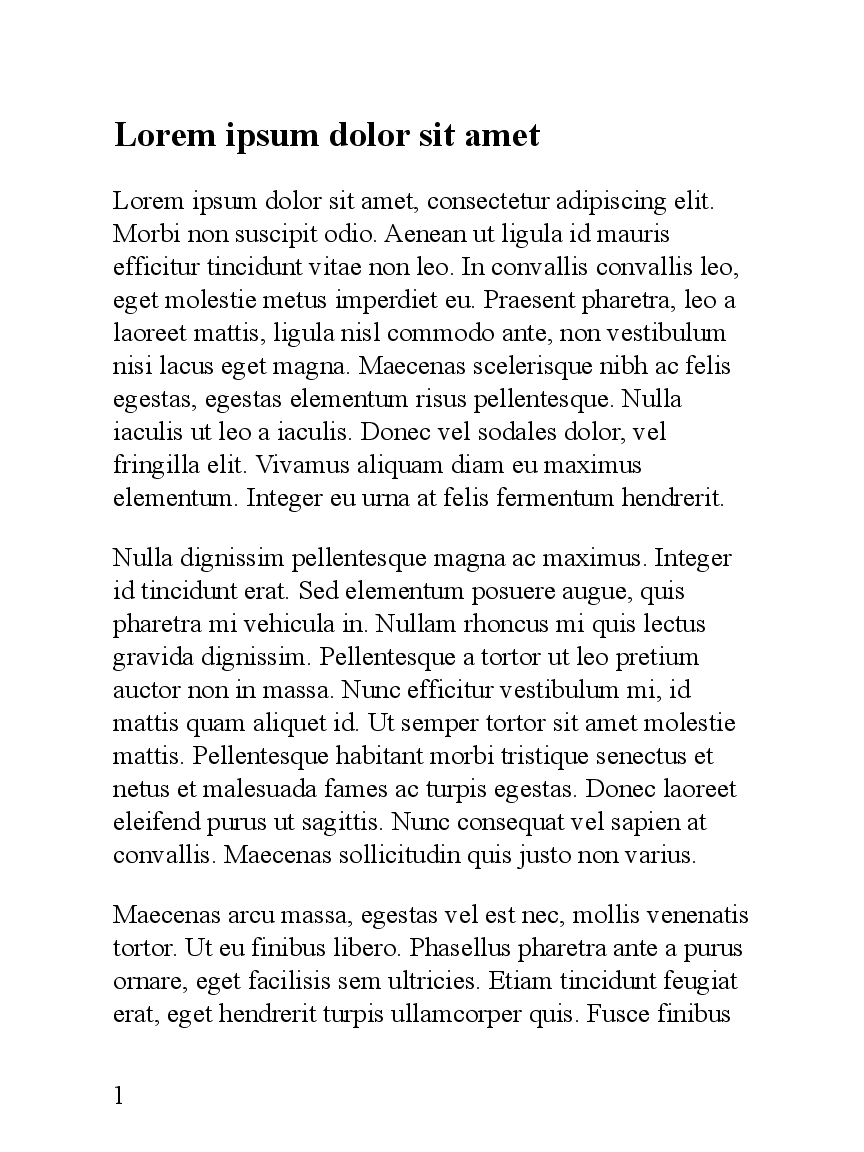 Lorem ipsum dolor sit amet
Lorem ipsum dolor sit amet, consectetur adipiscing elit.
Morbi non suscipit odio. Aenean ut ligula id mauris
efficitur tincidunt vitae non leo. In convallis convallis leo,
eget molestie metus imperdiet eu. Praesent pharetra, leo a
laoreet mattis, ligula nisl commodo ante, non vestibulum
nisi lacus eget magna. Maecenas scelerisque nibh ac felis
egestas, egestas elementum risus pellentesque. Nulla
iaculis ut leo a iaculis. Donec vel sodales dolor, vel
fringilla elit. Vivamus aliquam diam eu maximus
elementum. Integer eu urna at felis fermentum hendrerit.
Nulla dignissim pellentesque magna ac maximus. Integer
id tincidunt erat. Sed elementum posuere augue, quis
pharetra mi vehicula in. Nullam rhoncus mi quis lectus
gravida dignissim. Pellentesque a tortor ut leo pretium
auctor non in massa. Nunc efficitur vestibulum mi, id
mattis quam aliquet id. Ut semper tortor sit amet molestie
mattis. Pellentesque habitant morbi tristique senectus et
netus et malesuada fames ac turpis egestas. Donec laoreet
eleifend purus ut sagittis. Nunc consequat vel sapien at
convallis. Maecenas sollicitudin quis justo non varius.
Maecenas arcu massa, egestas vel est nec, mollis venenatis
tortor. Ut eu finibus libero. Phasellus pharetra ante a purus
ornare, eget facilisis sem ultricies. Etiam tincidunt feugiat
erat, eget hendrerit turpis ullamcorper quis. Fusce finibus
1